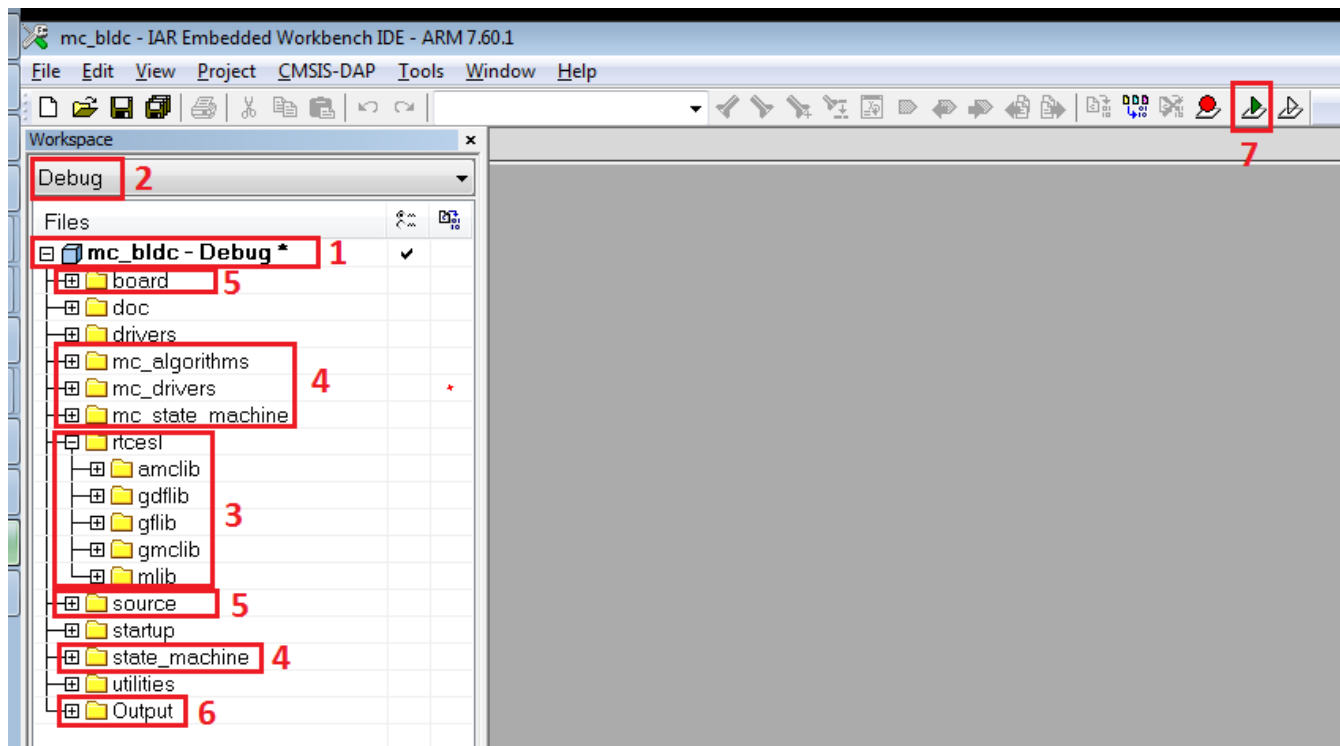 mc_bldc - IAR Embedded Workbench IDE - ARM 7.60.1
File Edit View Project CMSIS-DAP Tools Window Help
7
Workspace x
Debug 2
Files
mc_bldc - Debug * 1
board 5
doc
drivers
mc_algorithms
mc_drivers 4
mc_state_machine
rtcesl
amclib
gdflib
gflib 3
gmclib
mlib
source 5
startup
state_machine 4
utilities
Output 6